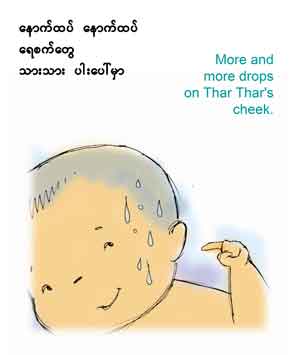 နောက်ထပ် နောက်ထပ်
ရေစက်တွေ
သားသား ပါးပေါ်မှာ
More and
more drops
on Thar Thar's
cheek.